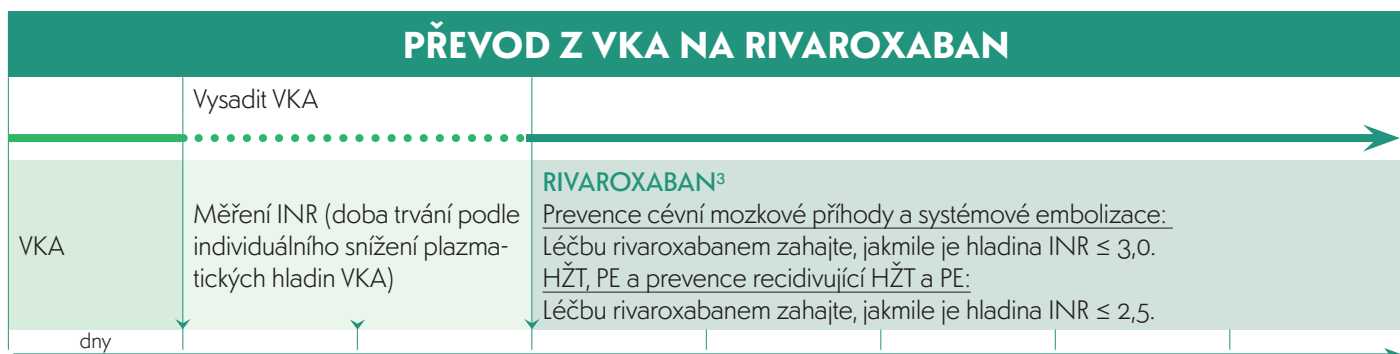 PŘEVOD Z VKA NA RIVAROXABAN
Vysadit VKA
VKA
Měření INR (doba trvání podle
individuálního snížení plazma-
tických hladin VKA)
RIVAROXABAN³
Prevence cévní mozkové příhody a systémové embolizace:
Léčbu rivaroxabanem zahajte, jakmile je hladina INR ≤ 3,0.
HŽT, PE a prevence recidivující HŽT a PE:
Léčbu rivaroxabanem zahajte, jakmile je hladina INR ≤ 2,5.
dny